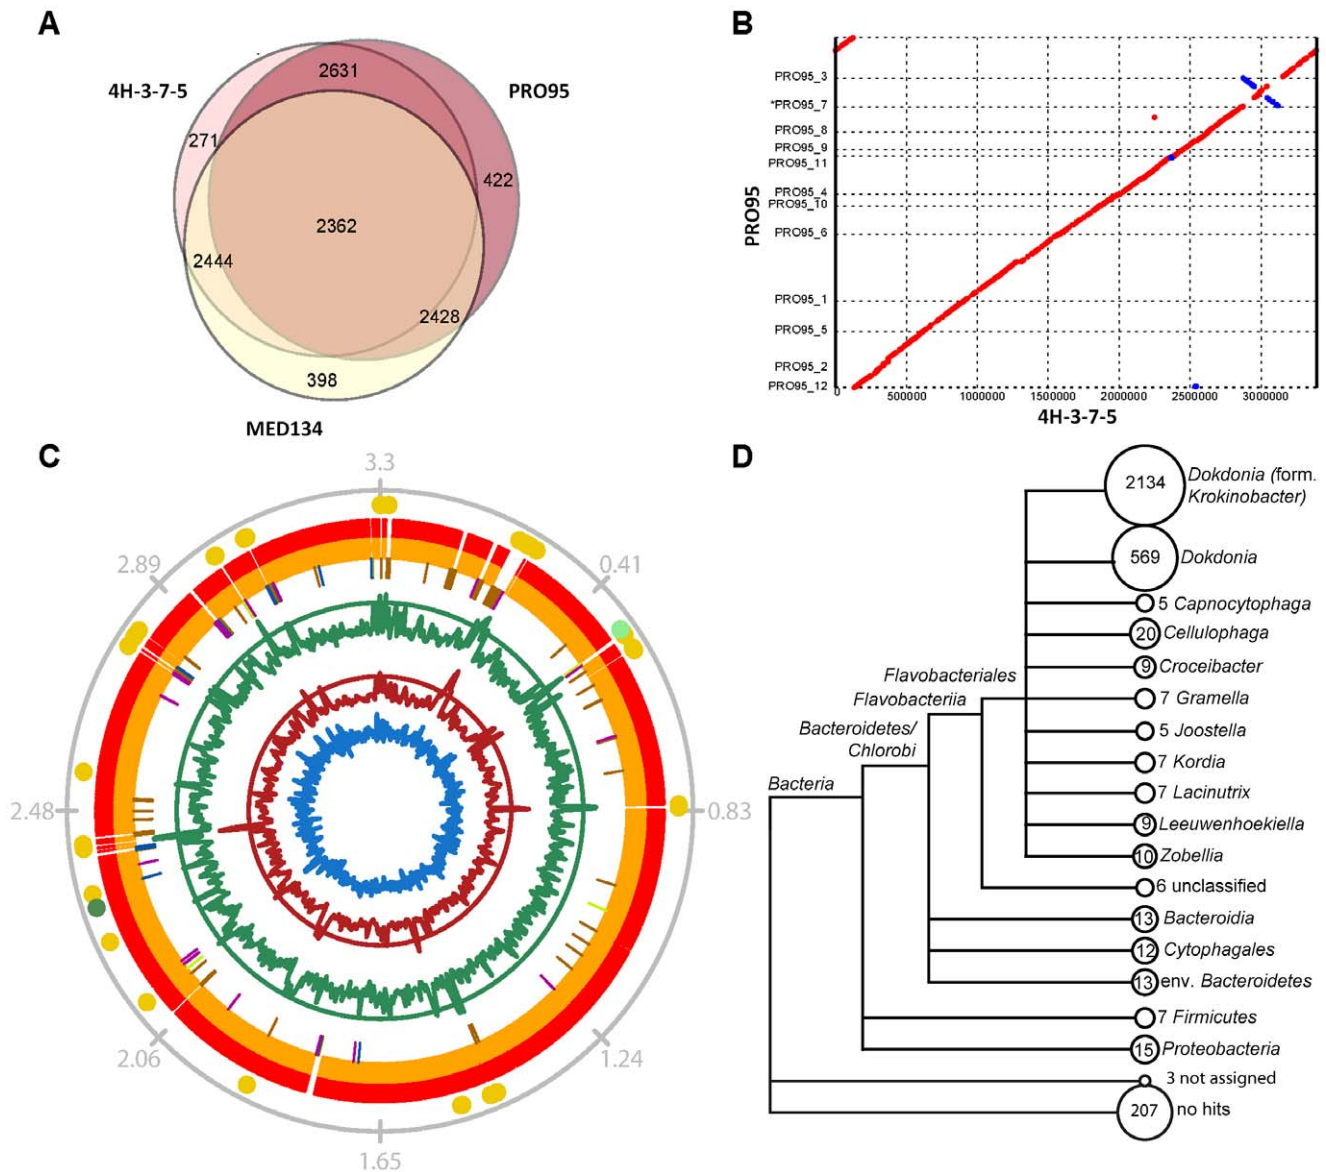 A
4H-3-7-5
PRO95
MED134
2631
271
422
2362
2444
2428
398
B
PRO95
PRO95_3
*PRO95_7
PRO95_8
PRO95_9
PRO95_11
PRO95_4
PRO95_10
PRO95_6
PRO95_1
PRO95_5
PRO95_2
PRO95_12
0
500000
1000000
1500000
2000000
2500000
3000000
4H-3-7-5
C
3.3
0.41
0.83
1.24
1.65
2.06
2.48
2.89
D
Bacteria
Bacteroidetes/
Chlorobi
Flavobacteriia
Flavobacteriales
2134 Dokdonia (form.
Krokinobacter)
569 Dokdonia
5 Capnocytophaga
20 Cellulophaga
9 Croceibacter
7 Gramella
5 Joostella
7 Kordia
7 Lacinutrix
9 Leeuwenhoekiella
10 Zobellia
6 unclassified
13 Bacteroidia
12 Cytophagales
13 env. Bacteroidetes
7 Firmicutes
15 Proteobacteria
3 not assigned
207 no hits